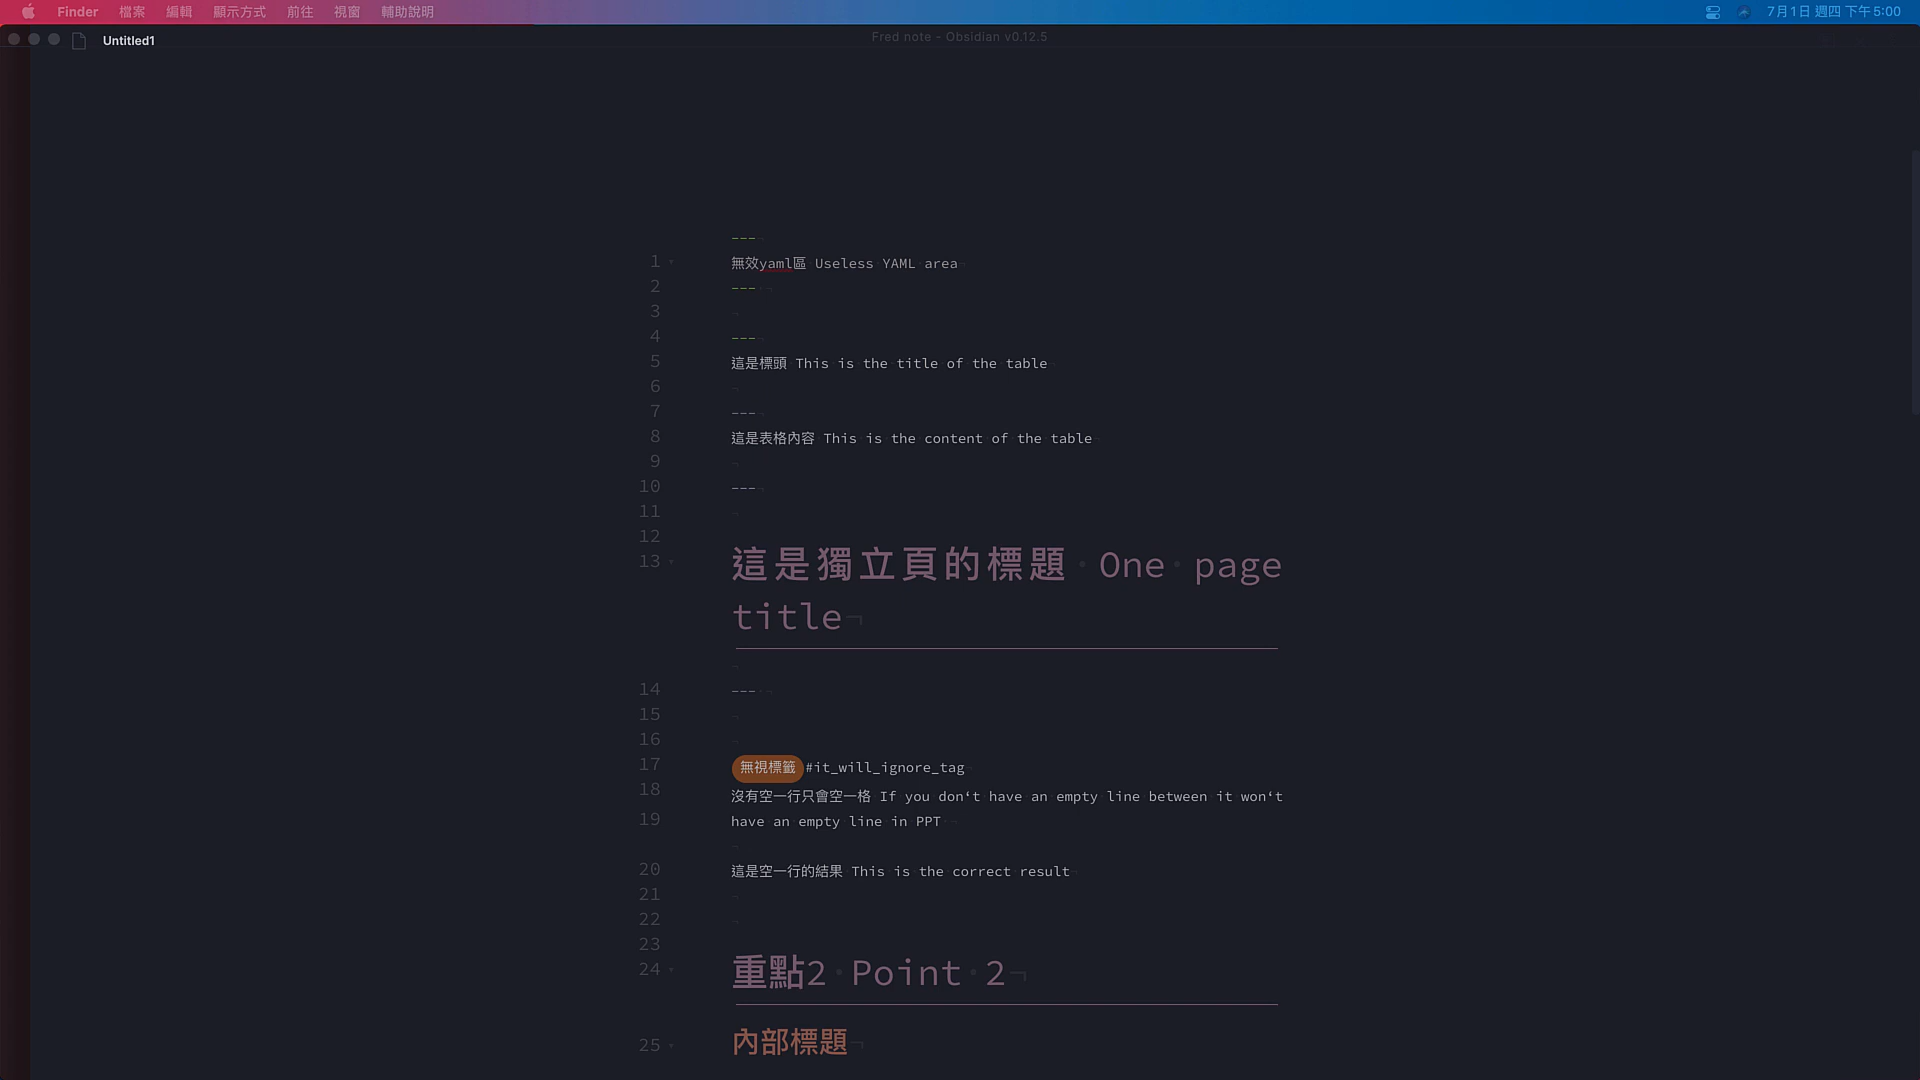 Finder 檔案 編輯 顯示方式 前往 視窗 輔助說明 7月1日 週四 下午5:00
Untitled1 Fred note - Obsidian v0.12.5
---
1 無效yaml區 Useless YAML area
2 ---
3
4 ---
5 這是標頭 This is the title of the table
6
7 ---
8 這是表格內容 This is the content of the table
9
10 ---
11
12
13 這是獨立頁的標題 One page
title
14 ---
15
16
17 無視標籤 #it_will_ignore_tag
18 沒有空一行只會空一格 If you don‘t have an empty line between it won‘t
19 have an empty line in PPT
20 這是空一行的結果 This is the correct result
21
22
23
24 重點2 Point 2
25 內部標題